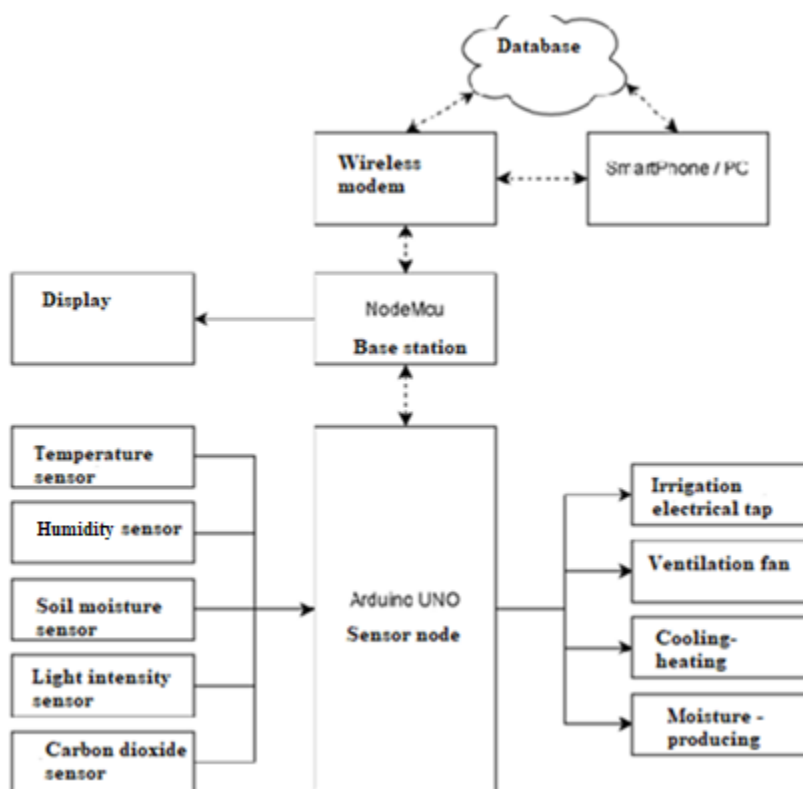 Database
Wireless
modem
SmartPhone / PC
Display
NodeMcu
Base station
Temperature
sensor
Humidity sensor
Soil moisture
sensor
Light intensity
sensor
Carbon dioxide
sensor
Arduino UNO
Sensor node
Irrigation
electrical tap
Ventilation fan
Cooling-
heating
Moisture -
producing